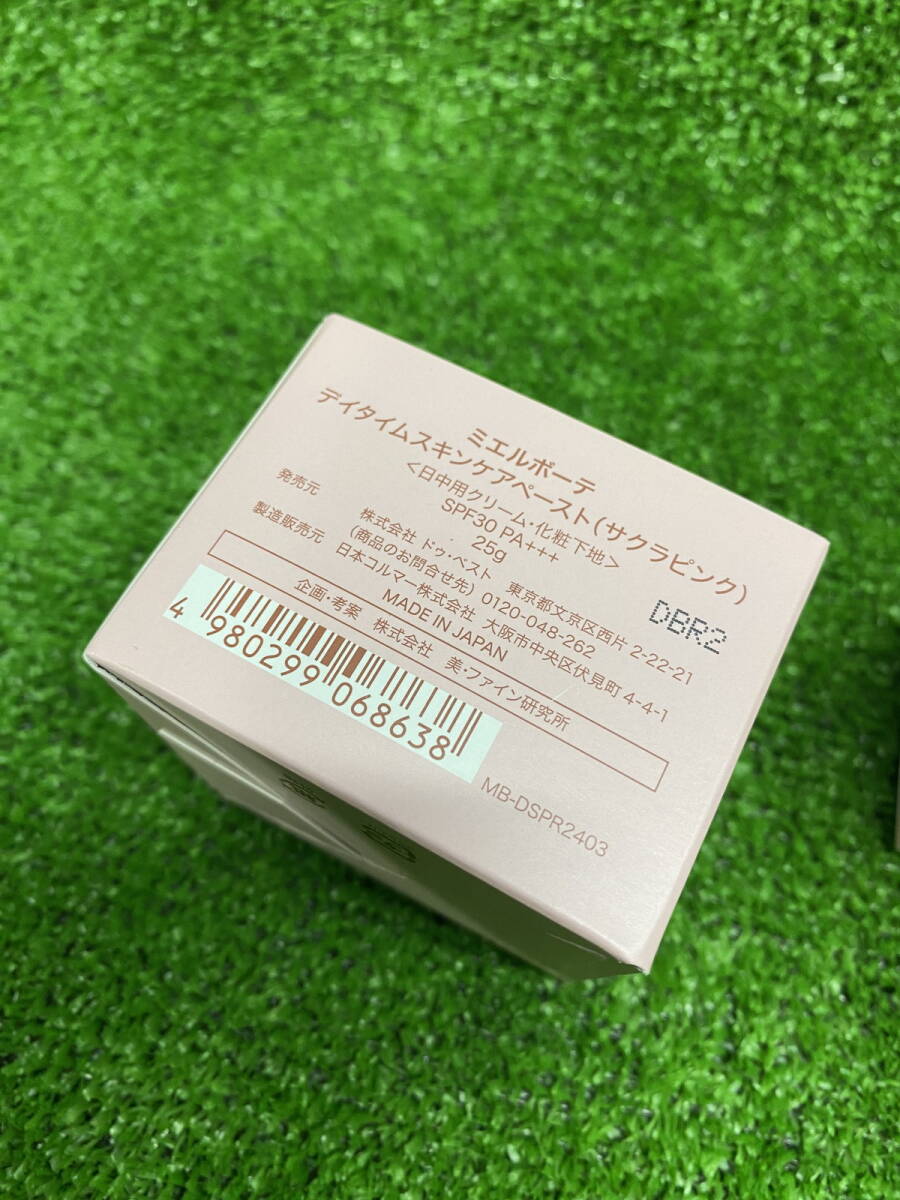 ミエルボーテ
デイタイムスキンケアペースト(サクラピンク)
<日中用クリーム・化粧下地>
SPF30 PA+++
25g
発売元 株式会社 ドゥ・ベスト 東京都文京区西片 2-22-21
(商品のお問合せ先) 0120-048-262
製造販売元 日本コルマー株式会社 大阪市中央区伏見町4-4-1
MADE IN JAPAN
企画・考案 株式会社 美・ファイン研究所
DBR2
4 980299 068638
MB-DSPR2403